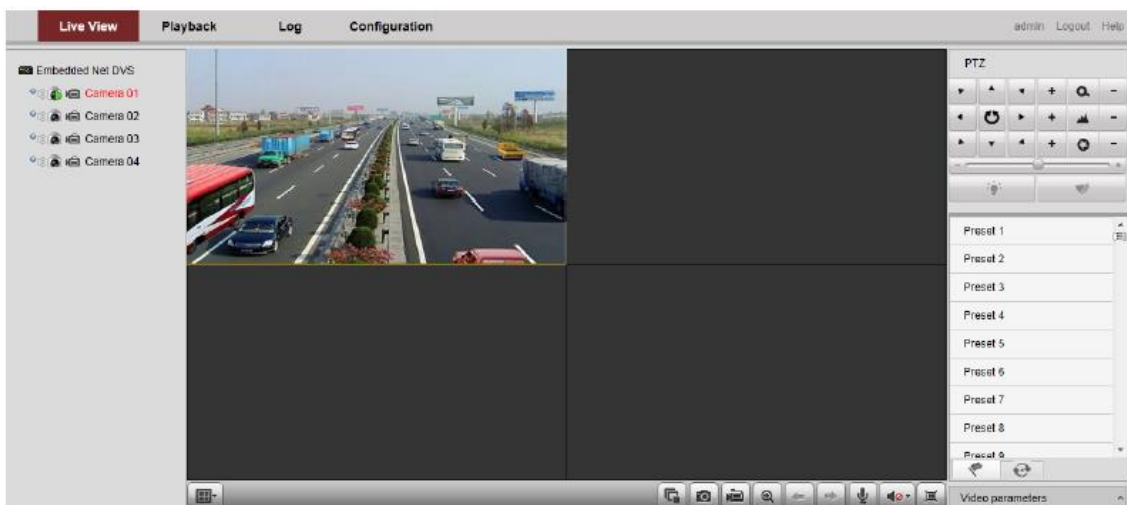 Live View Playback Log Configuration admin Logout Help
Embedded Net DVS
Camera 01
Camera 02
Camera 03
Camera 04
PTZ
Preset 1
Preset 2
Preset 3
Preset 4
Preset 5
Preset 6
Preset 7
Preset 8
Preset 9
Video parameters